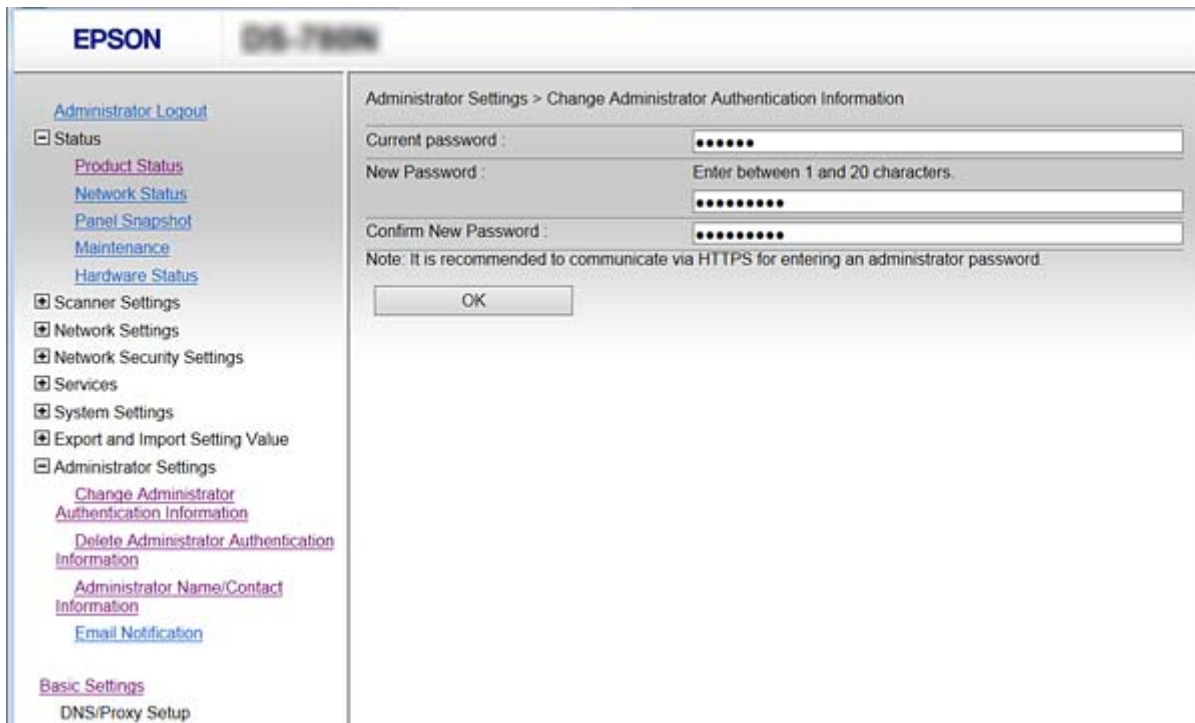 EPSON
Administrator Logout
Status
Product Status
Network Status
Panel Snapshot
Maintenance
Hardware Status
Scanner Settings
Network Settings
Network Security Settings
Services
System Settings
Export and Import Setting Value
Administrator Settings
Change Administrator
Authentication Information
Delete Administrator Authentication
Information
Administrator Name/Contact
Information
Email Notification
Basic Settings
DNS/Proxy Setup
Administrator Settings > Change Administrator Authentication Information
Current password : ••••••
New Password : Enter between 1 and 20 characters.
•••••••••
Confirm New Password : •••••••••
Note: It is recommended to communicate via HTTPS for entering an administrator password.
OK